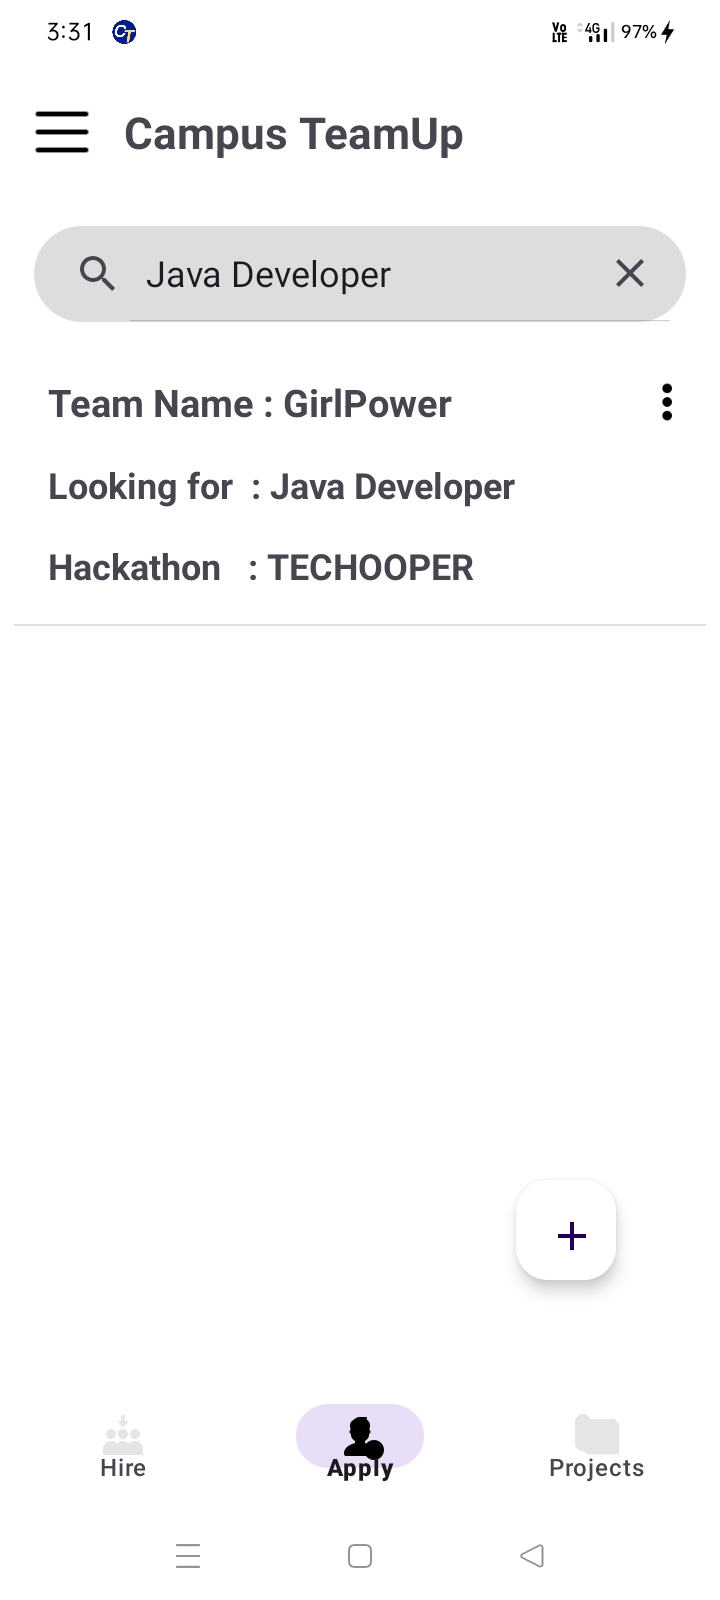 3:31 CT Vo LTE 4G 97%
Campus TeamUp
Java Developer
Team Name : GirlPower
Looking for : Java Developer
Hackathon : TECHOOPER
Hire Apply Projects